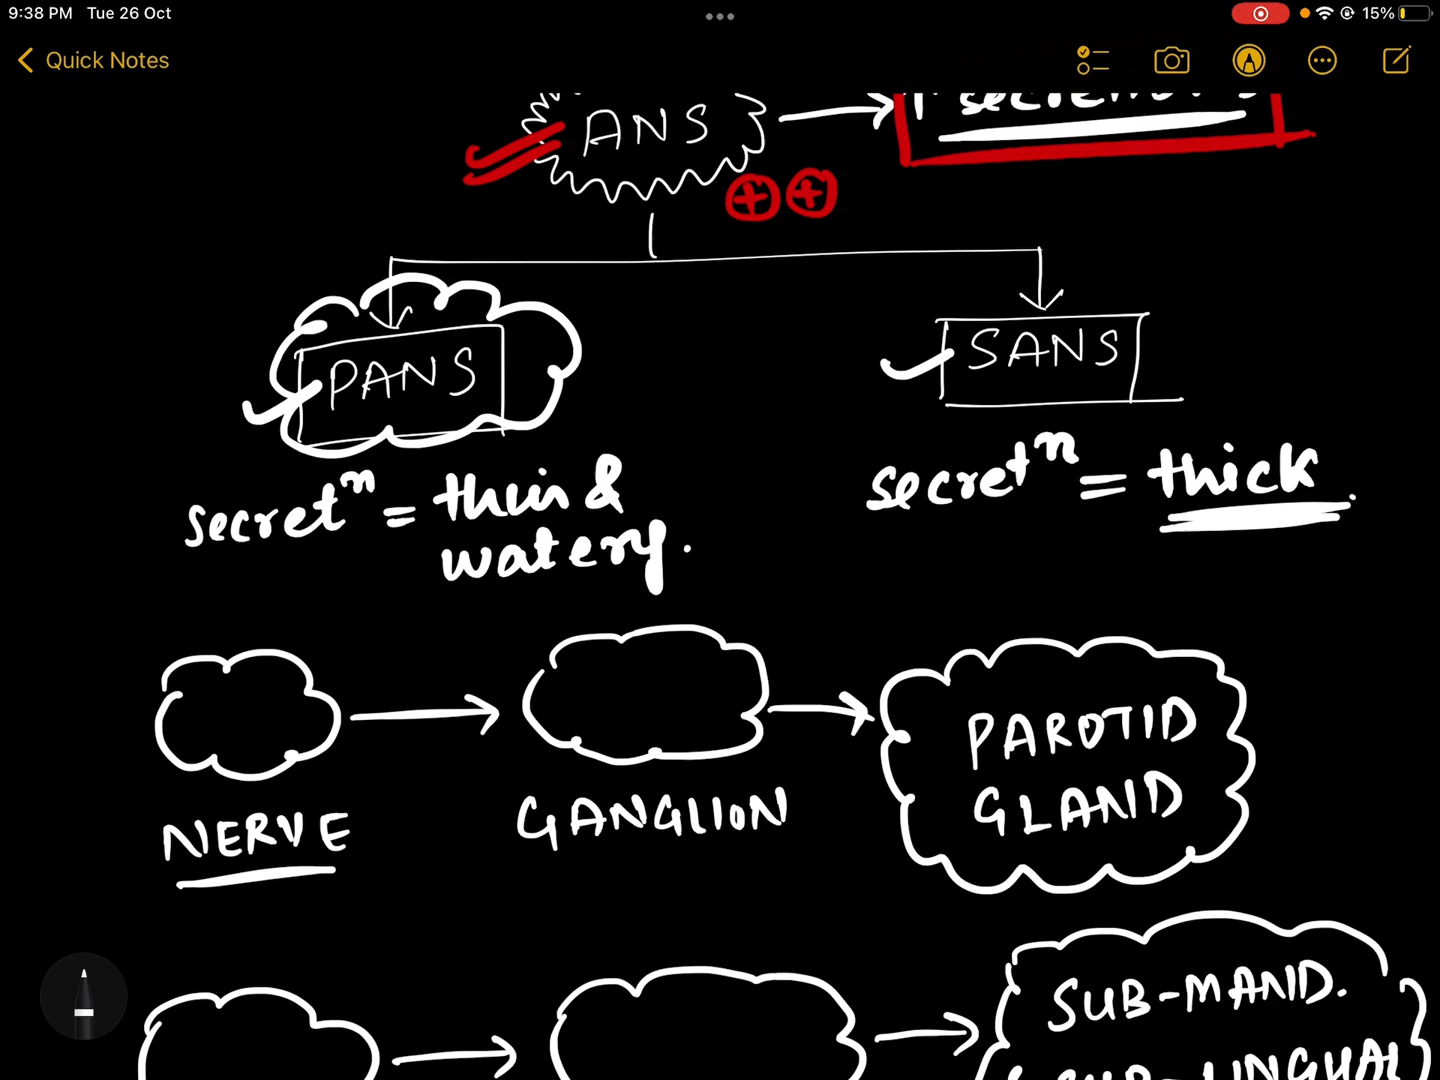 9:38 PM Tue 26 Oct
15%
Quick Notes
ANS
PANS
SANS
secretⁿ = thin &
watery.
secretⁿ = thick.
NERVE
GANGLION
PAROTID
GLAND
SUB-MAND.